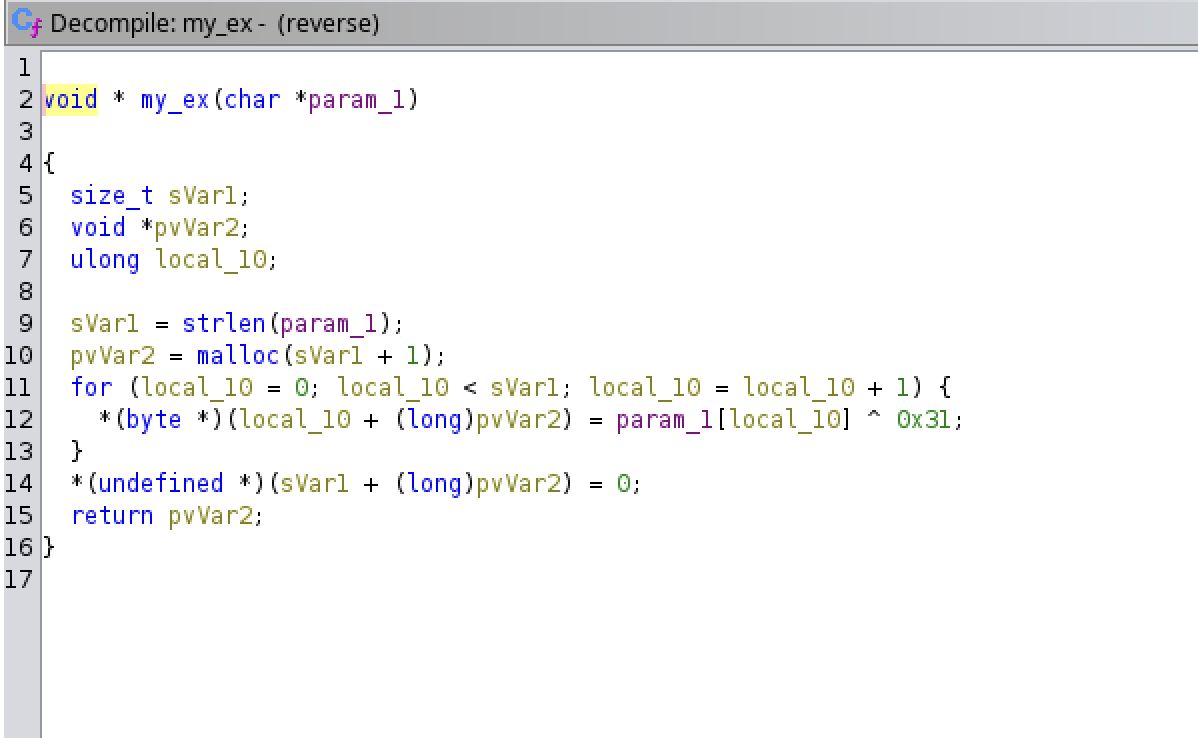 Decompile: my_ex - (reverse)
1
2 void * my_ex(char *param_1)
3
4 {
5 size_t sVar1;
6 void *pvVar2;
7 ulong local_10;
8
9 sVar1 = strlen(param_1);
10 pvVar2 = malloc(sVar1 + 1);
11 for (local_10 = 0; local_10 < sVar1; local_10 = local_10 + 1) {
12 *(byte *)(local_10 + (long)pvVar2) = param_1[local_10] ^ 0x31;
13 }
14 *(undefined *)(sVar1 + (long)pvVar2) = 0;
15 return pvVar2;
16 }
17